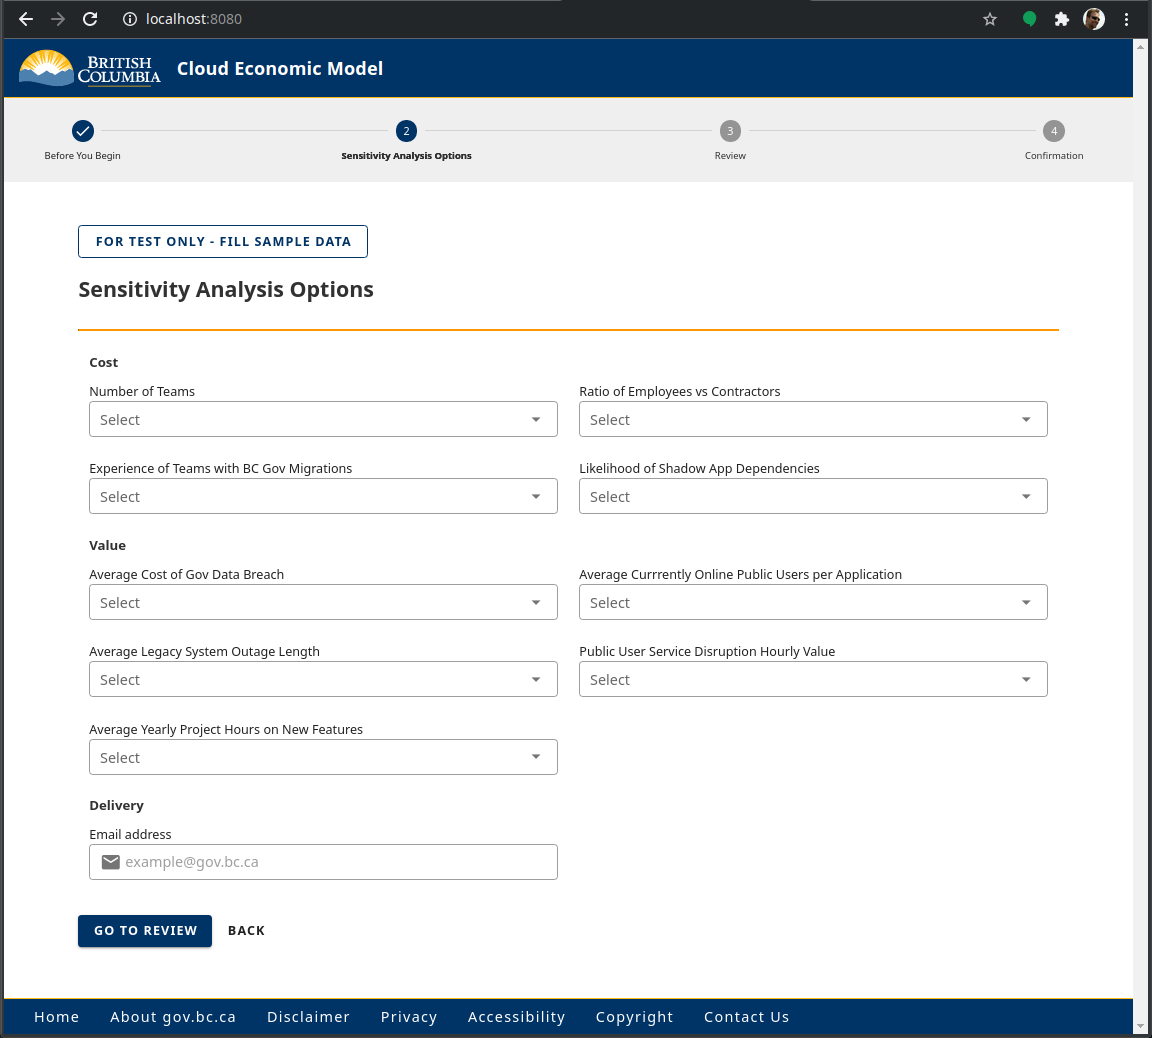 localhost:8080
BRITISH
COLUMBIA
Cloud Economic Model
2
3
4
Before You Begin
Sensitivity Analysis Options
Review
Confirmation
FOR TEST ONLY - FILL SAMPLE DATA
Sensitivity Analysis Options
Cost
Number of Teams
Ratio of Employees vs Contractors
Select
Select
Experience of Teams with BC Gov Migrations
Likelihood of Shadow App Dependencies
Select
Select
Value
Average Cost of Gov Data Breach
Average Currrently Online Public Users per Application
Select
Select
Average Legacy System Outage Length
Public User Service Disruption Hourly Value
Select
Select
Average Yearly Project Hours on New Features
Select
Delivery
Email address
example@gov.bc.ca
GO TO REVIEW
BACK
Home
About gov.bc.ca
Disclaimer
Privacy
Accessibility
Copyright
Contact Us